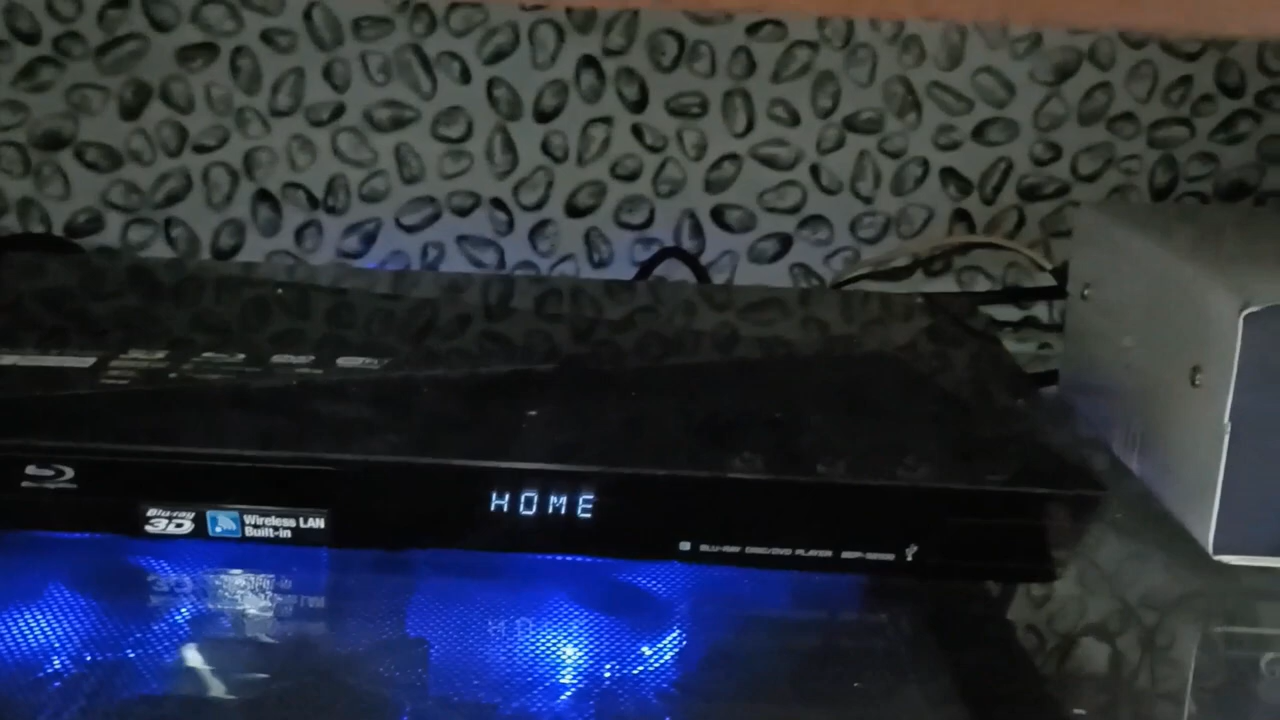 HOME
Blu-ray
3D
Wireless LAN
Built-in
BLU-RAY DISC/DVD PLAYER